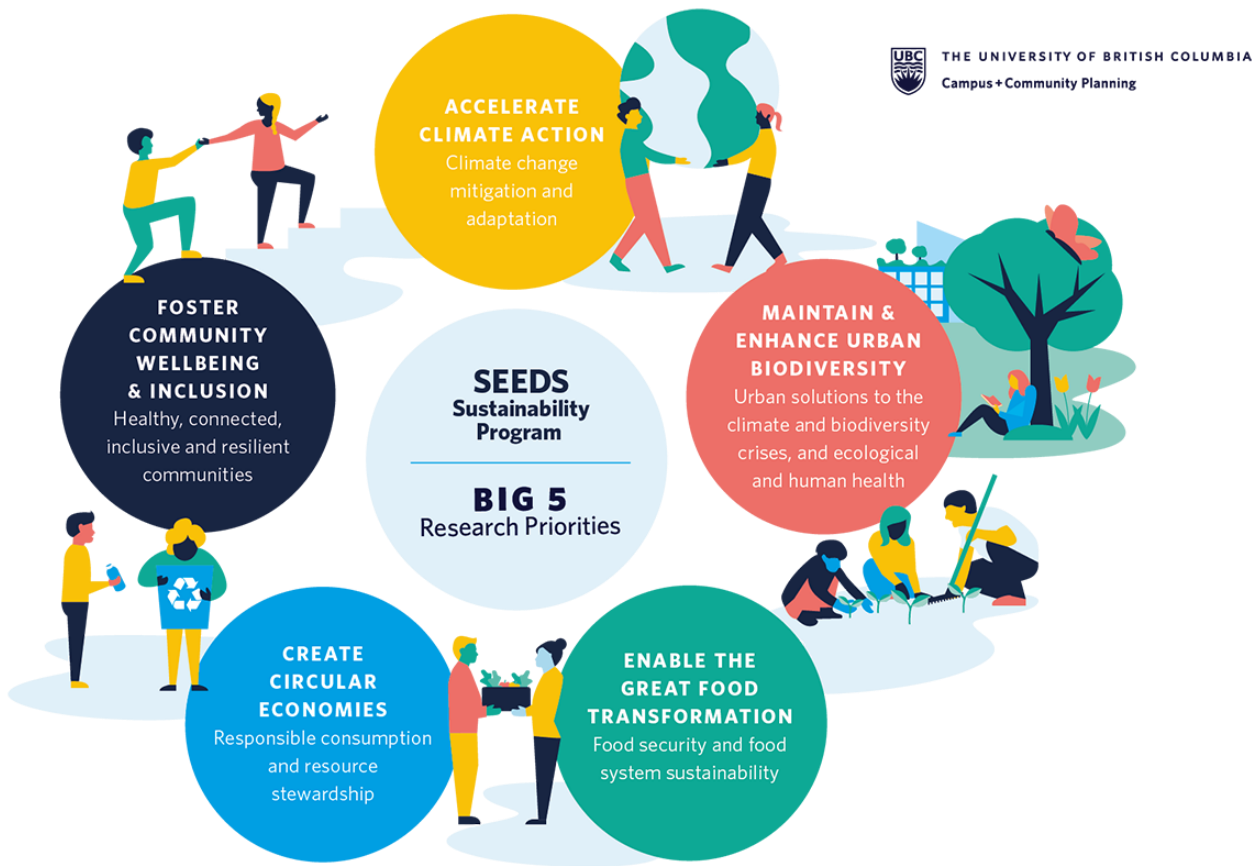 UBC
THE UNIVERSITY OF BRITISH COLUMBIA
Campus+Community Planning
ACCELERATE
CLIMATE ACTION
Climate change
mitigation and
adaptation
MAINTAIN &
ENHANCE URBAN
BIODIVERSITY
Urban solutions to the
climate and biodiversity
crises, and ecological
and human health
FOSTER
COMMUNITY
WELLBEING
& INCLUSION
Healthy, connected,
inclusive and resilient
communities
SEEDS
Sustainability
Program
BIG 5
Research Priorities
CREATE
CIRCULAR
ECONOMIES
Responsible consumption
and resource
stewardship
ENABLE THE
GREAT FOOD
TRANSFORMATION
Food security and food
system sustainability